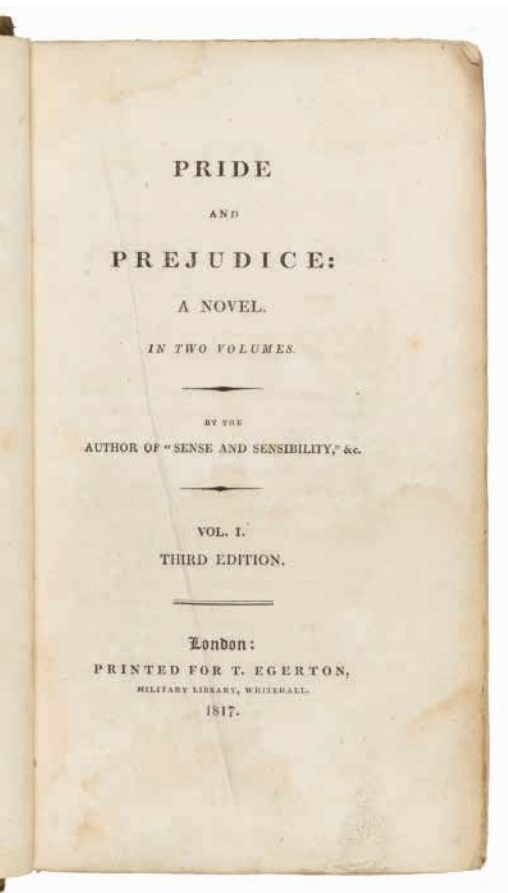 PRIDE
AND
PREJUDICE:
A NOVEL.
IN TWO VOLUMES.
BY THE
AUTHOR OF "SENSE AND SENSIBILITY," &c.
VOL. I.
THIRD EDITION.
London:
PRINTED FOR T. EGERTON,
MILITARY LIBRARY, WHITEHALL.
1817.